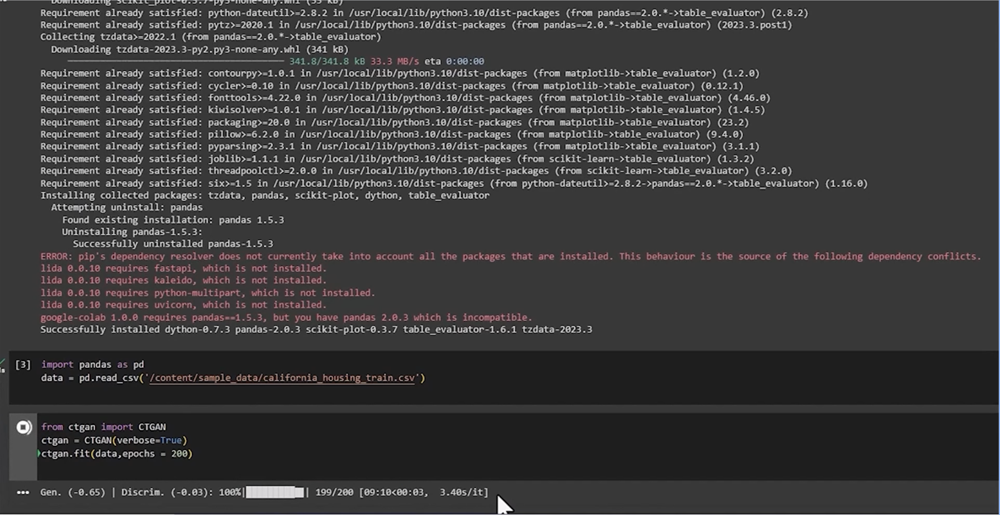 Downloading scikit_plot-0.3.7-py3-none-any.whl (33 kB)
Requirement already satisfied: python-dateutil>=2.8.2 in /usr/local/lib/python3.10/dist-packages (from pandas==2.0.*->table_evaluator) (2.8.2)
Requirement already satisfied: pytz>=2020.1 in /usr/local/lib/python3.10/dist-packages (from pandas==2.0.*->table_evaluator) (2023.3.post1)
Collecting tzdata>=2022.1 (from pandas==2.0.*->table_evaluator)
Downloading tzdata-2023.3-py2.py3-none-any.whl (341 kB)
341.8/341.8 kB 33.3 MB/s eta 0:00:00
Requirement already satisfied: contourpy>=1.0.1 in /usr/local/lib/python3.10/dist-packages (from matplotlib->table_evaluator) (1.2.0)
Requirement already satisfied: cycler>=0.10 in /usr/local/lib/python3.10/dist-packages (from matplotlib->table_evaluator) (0.12.1)
Requirement already satisfied: fonttools>=4.22.0 in /usr/local/lib/python3.10/dist-packages (from matplotlib->table_evaluator) (4.46.0)
Requirement already satisfied: kiwisolver>=1.0.1 in /usr/local/lib/python3.10/dist-packages (from matplotlib->table_evaluator) (1.4.5)
Requirement already satisfied: packaging>=20.0 in /usr/local/lib/python3.10/dist-packages (from matplotlib->table_evaluator) (23.2)
Requirement already satisfied: pillow>=6.2.0 in /usr/local/lib/python3.10/dist-packages (from matplotlib->table_evaluator) (9.4.0)
Requirement already satisfied: pyparsing>=2.3.1 in /usr/local/lib/python3.10/dist-packages (from matplotlib->table_evaluator) (3.1.1)
Requirement already satisfied: joblib>=1.1.1 in /usr/local/lib/python3.10/dist-packages (from scikit-learn->table_evaluator) (1.3.2)
Requirement already satisfied: threadpoolctl>=2.0.0 in /usr/local/lib/python3.10/dist-packages (from scikit-learn->table_evaluator) (3.2.0)
Requirement already satisfied: six>=1.5 in /usr/local/lib/python3.10/dist-packages (from python-dateutil>=2.8.2->pandas==2.0.*->table_evaluator) (1.16.0)
Installing collected packages: tzdata, pandas, scikit-plot, dython, table_evaluator
Attempting uninstall: pandas
Found existing installation: pandas 1.5.3
Uninstalling pandas-1.5.3:
Successfully uninstalled pandas-1.5.3
ERROR: pip's dependency resolver does not currently take into account all the packages that are installed. This behaviour is the source of the following dependency conflicts.
lida 0.0.10 requires fastapi, which is not installed.
lida 0.0.10 requires kaleido, which is not installed.
lida 0.0.10 requires python-multipart, which is not installed.
lida 0.0.10 requires uvicorn, which is not installed.
google-colab 1.0.0 requires pandas==1.5.3, but you have pandas 2.0.3 which is incompatible.
Successfully installed dython-0.7.3 pandas-2.0.3 scikit-plot-0.3.7 table_evaluator-1.6.1 tzdata-2023.3
[3] import pandas as pd
data = pd.read_csv('/content/sample_data/california_housing_train.csv')
from ctgan import CTGAN
ctgan = CTGAN(verbose=True)
ctgan.fit(data,epochs = 200)
Gen. (-0.65) | Discrim. (-0.03): 100%| | 199/200 [09:10<00:03, 3.40s/it]